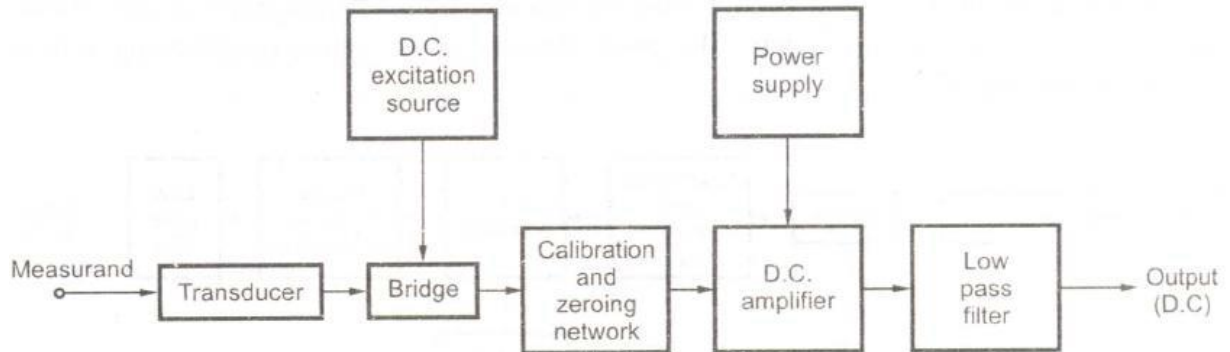 D.C.
excitation
source
Power
supply
Measurand
Transducer
Bridge
Calibration
and
zeroing
network
D.C.
amplifier
Low
pass
filter
Output
(D.C)